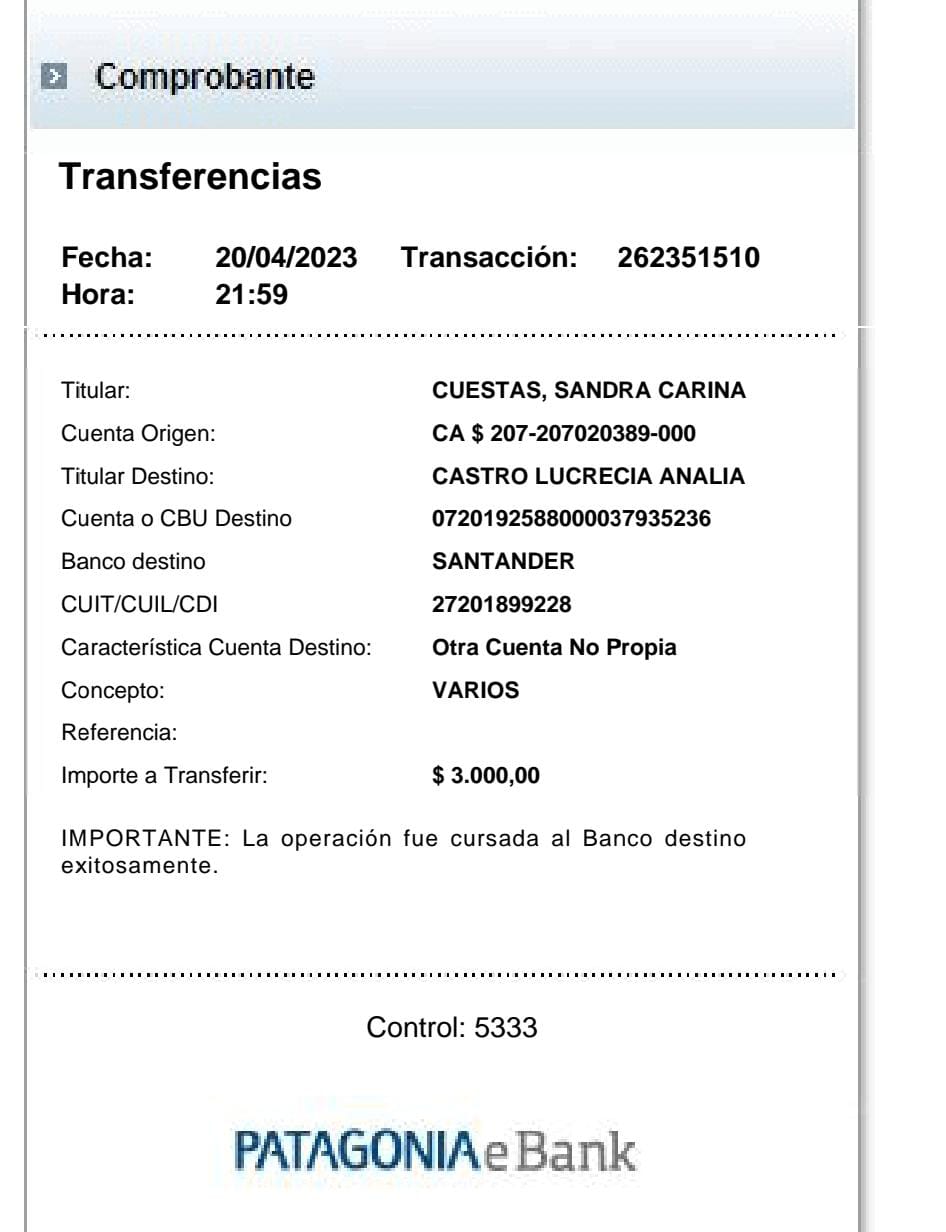 Comprobante
Transferencias
Fecha: 20/04/2023 Transacción: 262351510
Hora: 21:59
Titular: CUESTAS, SANDRA CARINA
Cuenta Origen: CA $ 207-207020389-000
Titular Destino: CASTRO LUCRECIA ANALIA
Cuenta o CBU Destino 0720192588000037935236
Banco destino SANTANDER
CUIT/CUIL/CDI 27201899228
Característica Cuenta Destino: Otra Cuenta No Propia
Concepto: VARIOS
Referencia:
Importe a Transferir: $ 3.000,00
IMPORTANTE: La operación fue cursada al Banco destino
exitosamente.
Control: 5333
PATAGONIA eBank